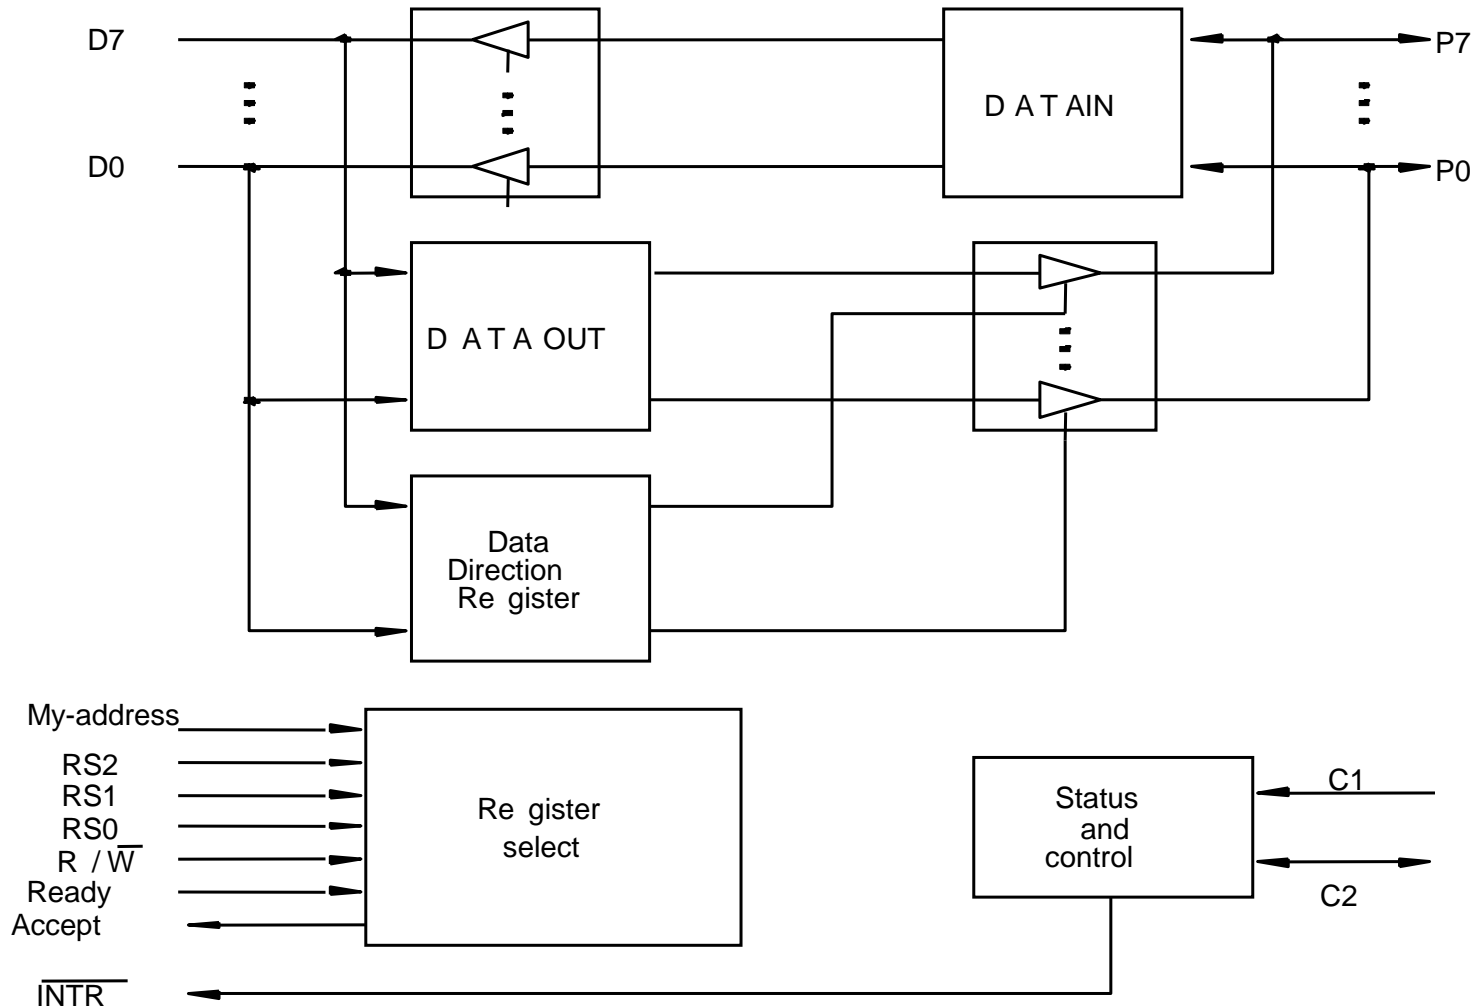 D7
P7
D A T AIN
D0
P0
D A T A OUT
Data
Direction
Re gister
My-address
RS2
RS1
RS0
R / W̅
Ready
Accept
Re gister
select
Status
and
control
C1
C2
I̅N̅T̅R̅